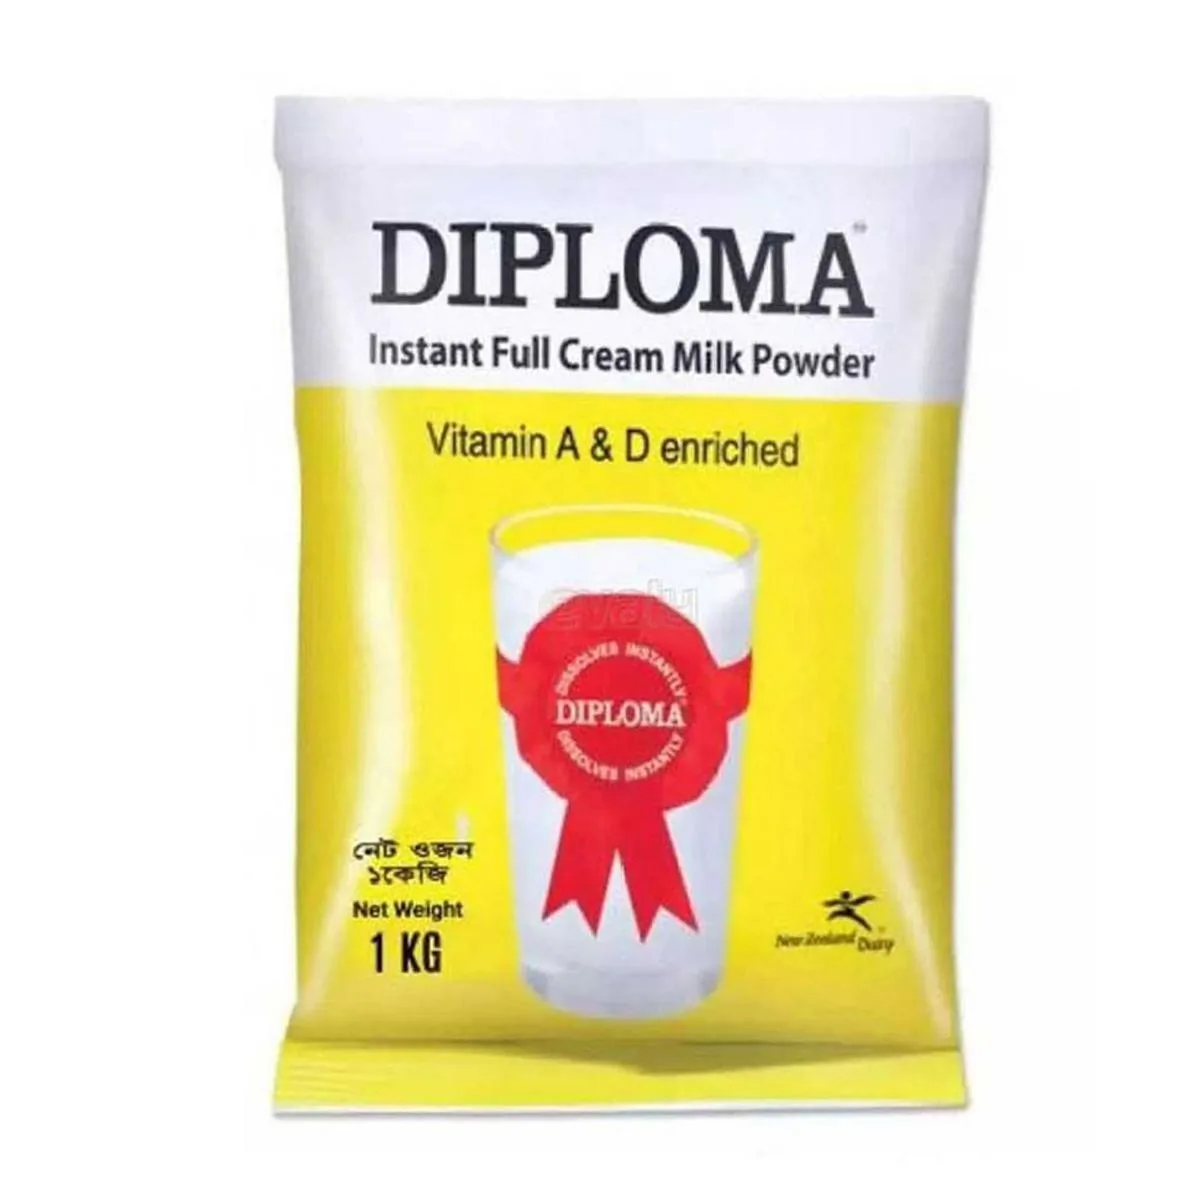 DIPLOMA
Instant Full Cream Milk Powder
Vitamin A & D enriched
evaly
DISSOLVES INSTANTLY
DIPLOMA
DISSOLVES INSTANTLY
নেট ওজন
১কেজি
Net Weight
1 KG
New Zealand Dairy